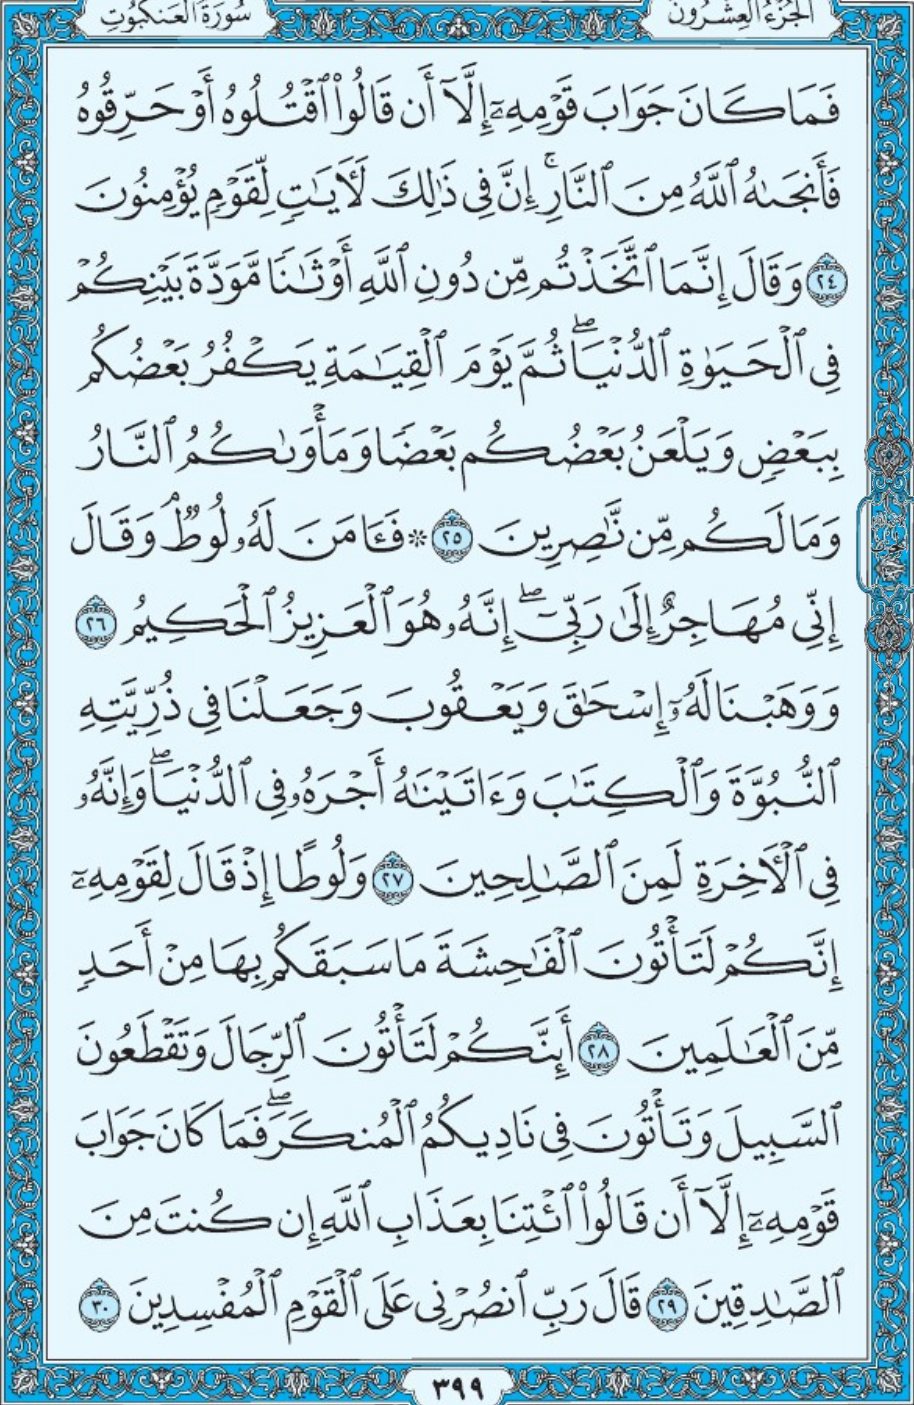 الجُزْءُ العِشْرُونَ
سُورَةُ العَنكَبُوتِ
فَمَا كَانَ جَوَابَ قَوْمِهِۦٓ إِلَّآ أَن قَالُواْ ٱقْتُلُوهُ أَوْ حَرِّقُوهُ
فَأَنجَىٰهُ ٱللَّهُ مِنَ ٱلنَّارِۚ إِنَّ فِي ذَٰلِكَ لَأٓيَٰتٖ لِّقَوْمٖ يُؤْمِنُونَ
٢٤ وَقَالَ إِنَّمَا ٱتَّخَذْتُم مِّن دُونِ ٱللَّهِ أَوْثَٰنٗا مَّوَدَّةَ بَيْنِكُمْ
فِي ٱلْحَيَوٰةِ ٱلدُّنْيَاۖ ثُمَّ يَوْمَ ٱلْقِيَٰمَةِ يَكْفُرُ بَعْضُكُم
بِبَعْضٖ وَيَلْعَنُ بَعْضُكُم بَعْضٗا وَمَأْوَىٰكُمُ ٱلنَّارُ
وَمَا لَكُم مِّن نَّٰصِرِينَ ٢٥ ۞ فَـَٔامَنَ لَهُۥ لُوطٞۘ وَقَالَ
إِنِّي مُهَاجِرٌ إِلَىٰ رَبِّيٓۖ إِنَّهُۥ هُوَ ٱلْعَزِيزُ ٱلْحَكِيمُ ٢٦
وَوَهَبْنَا لَهُۥٓ إِسْحَٰقَ وَيَعْقُوبَ وَجَعَلْنَا فِي ذُرِّيَّتِهِ
ٱلنُّبُوَّةَ وَٱلْكِتَٰبَ وَءَاتَيْنَٰهُ أَجْرَهُۥ فِي ٱلدُّنْيَاۖ وَإِنَّهُۥ
فِي ٱلْأٓخِرَةِ لَمِنَ ٱلصَّٰلِحِينَ ٢٧ وَلُوطًا إِذْ قَالَ لِقَوْمِهِۦٓ
إِنَّكُمْ لَتَأْتُونَ ٱلْفَٰحِشَةَ مَا سَبَقَكُم بِهَا مِنْ أَحَدٖ
مِّنَ ٱلْعَٰلَمِينَ ٢٨ أَئِنَّكُمْ لَتَأْتُونَ ٱلرِّجَالَ وَتَقْطَعُونَ
ٱلسَّبِيلَ وَتَأْتُونَ فِي نَادِيكُمُ ٱلْمُنكَرَۖ فَمَا كَانَ جَوَابَ
قَوْمِهِۦٓ إِلَّآ أَن قَالُواْ ٱئْتِنَا بِعَذَابِ ٱللَّهِ إِن كُنتَ مِنَ
ٱلصَّٰدِقِينَ ٢٩ قَالَ رَبِّ ٱنصُرْنِي عَلَى ٱلْقَوْمِ ٱلْمُفْسِدِينَ ٣٠
٣٩٩